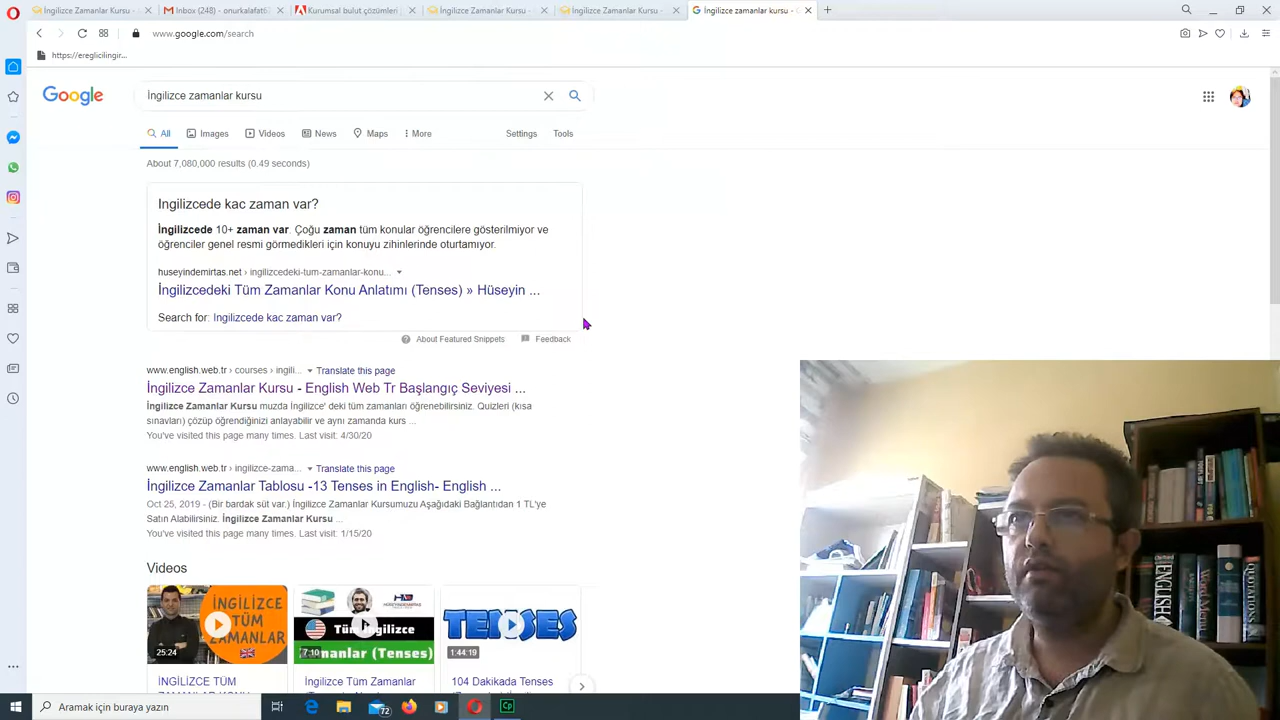 İngilizce Zamanlar Kursu -
Inbox (248) - onurkalafatl
Kurumsal bulut çözümleri
İngilizce Zamanlar Kursu -
İngilizce Zamanlar Kursu -
İngilizce zamanlar kursu -
www.google.com/search
https://ereglicilingir...
Google
İngilizce zamanlar kursu
All
Images
Videos
News
Maps
More
Settings
Tools
About 7,080,000 results (0.49 seconds)
Ingilizcede kac zaman var?
İngilizcede 10+ zaman var. Çoğu zaman tüm konular öğrencilere gösterilmiyor ve
öğrenciler genel resmi görmedikleri için konuyu zihinlerinde oturtamıyor.
huseyindemirtas.net › ingilizcedeki-tum-zamanlar-konu...
İngilizcedeki Tüm Zamanlar Konu Anlatımı (Tenses) » Hüseyin ...
Search for: Ingilizcede kac zaman var?
About Featured Snippets
Feedback
www.english.web.tr › courses › ingili...
Translate this page
İngilizce Zamanlar Kursu - English Web Tr Başlangıç Seviyesi ...
İngilizce Zamanlar Kursu muzda İngilizce' deki tüm zamanları öğrenebilirsiniz. Quizleri (kısa
sınavları) çözüp öğrendiğinizi anlayabilir ve aynı zamanda kurs ...
You've visited this page many times. Last visit: 4/30/20
www.english.web.tr › ingilizce-zama...
Translate this page
İngilizce Zamanlar Tablosu -13 Tenses in English- English ...
Oct 25, 2019 - (Bir bardak süt var.) İngilizce Zamanlar Kursumuzu Aşağıdaki Bağlantıdan 1 TL'ye
Satın Alabilirsiniz. İngilizce Zamanlar Kursu ...
You've visited this page many times. Last visit: 1/15/20
Videos
İNGİLİZCE
TÜM
ZAMANLAR
25:24
HÜSEYİNDEMİRTAŞ
Tüm İngilizce
Zamanlar (Tenses)
7:10
TENSES
1:44:19
İNGİLİZCE TÜM
İngilizce Tüm Zamanlar
104 Dakikada Tenses
ENGLISH
QUOTATIONS
Aramak için buraya yazın
72
Cp